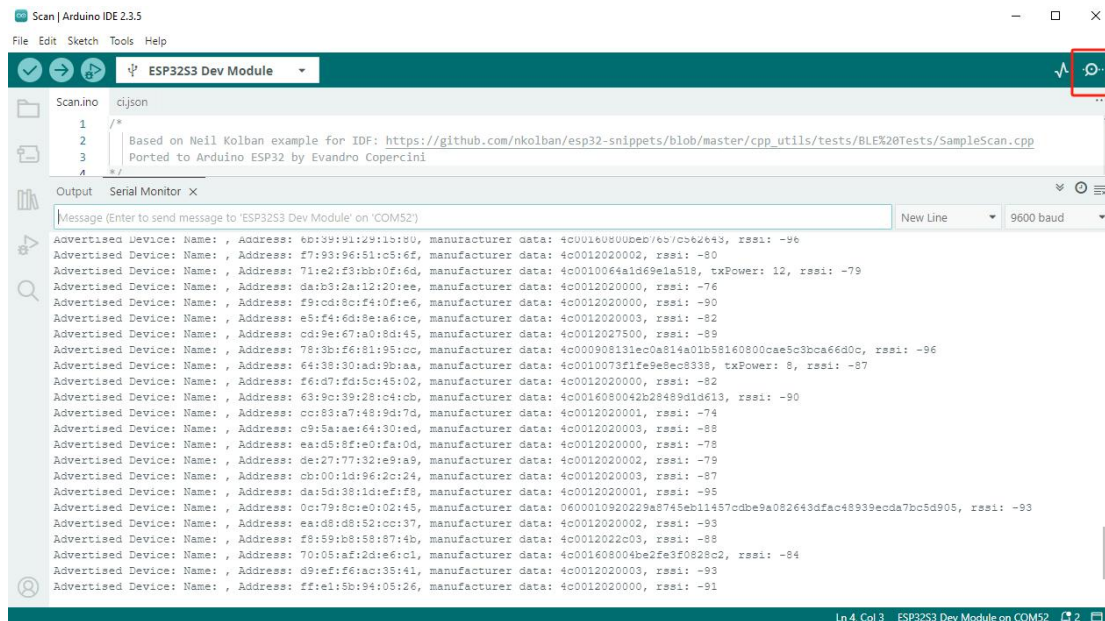 Scan | Arduino IDE 2.3.5
File Edit Sketch Tools Help
ESP32S3 Dev Module
Scan.ino ci.json
1 /*
2 Based on Neil Kolban example for IDF: https://github.com/nkolban/esp32-snippets/blob/master/cpp_utils/tests/BLE%20Tests/SampleScan.cpp
3 Ported to Arduino ESP32 by Evandro Copercini
4 */
Output Serial Monitor
Message (Enter to send message to 'ESP32S3 Dev Module' on 'COM52') New Line 9600 baud
Advertised Device: Name: , Address: 6b:39:91:29:15:80, manufacturer data: 4c00160800beb7657c562643, rssi: -96
Advertised Device: Name: , Address: f7:93:96:51:c5:6f, manufacturer data: 4c0012020002, rssi: -80
Advertised Device: Name: , Address: 71:e2:f3:bb:0f:6d, manufacturer data: 4c0010064a1d69e1a518, txPower: 12, rssi: -79
Advertised Device: Name: , Address: da:b3:2a:12:20:ee, manufacturer data: 4c0012020000, rssi: -76
Advertised Device: Name: , Address: f9:cd:8c:f4:0f:e6, manufacturer data: 4c0012020000, rssi: -90
Advertised Device: Name: , Address: e5:f4:6d:8e:a6:ce, manufacturer data: 4c0012020003, rssi: -82
Advertised Device: Name: , Address: cd:9e:67:a0:8d:45, manufacturer data: 4c0012027500, rssi: -89
Advertised Device: Name: , Address: 78:3b:f6:81:95:cc, manufacturer data: 4c000908131ec0a814a01b58160800cae5c3bca66d0c, rssi: -96
Advertised Device: Name: , Address: 64:38:30:ad:9b:aa, manufacturer data: 4c0010073f1fe9e8ec8338, txPower: 8, rssi: -87
Advertised Device: Name: , Address: f6:d7:fd:5c:45:02, manufacturer data: 4c0012020000, rssi: -82
Advertised Device: Name: , Address: 63:9c:39:28:c4:cb, manufacturer data: 4c0016080042b28489d1d613, rssi: -90
Advertised Device: Name: , Address: cc:83:a7:48:9d:7d, manufacturer data: 4c0012020001, rssi: -74
Advertised Device: Name: , Address: c9:5a:ae:64:30:ed, manufacturer data: 4c0012020003, rssi: -88
Advertised Device: Name: , Address: ea:d5:8f:e0:fa:0d, manufacturer data: 4c0012020000, rssi: -78
Advertised Device: Name: , Address: de:27:77:32:e9:a9, manufacturer data: 4c0012020002, rssi: -79
Advertised Device: Name: , Address: cb:00:1d:96:2c:24, manufacturer data: 4c0012020003, rssi: -87
Advertised Device: Name: , Address: da:5d:38:1d:ef:f8, manufacturer data: 4c0012020001, rssi: -95
Advertised Device: Name: , Address: 0c:79:8c:e0:02:45, manufacturer data: 0600010920229a8745eb11457cdbe9a082643dfac48939ecda7bc5d905, rssi: -93
Advertised Device: Name: , Address: ea:d8:d8:52:cc:37, manufacturer data: 4c0012020002, rssi: -93
Advertised Device: Name: , Address: f8:59:b8:58:87:4b, manufacturer data: 4c0012022c03, rssi: -88
Advertised Device: Name: , Address: 70:05:af:2d:e6:c1, manufacturer data: 4c001608004be2fe3f0828c2, rssi: -84
Advertised Device: Name: , Address: d9:ef:f6:ac:35:41, manufacturer data: 4c0012020003, rssi: -93
Advertised Device: Name: , Address: ff:e1:5b:94:05:26, manufacturer data: 4c0012020000, rssi: -91
Ln 4, Col 3 ESP32S3 Dev Module on COM52 2